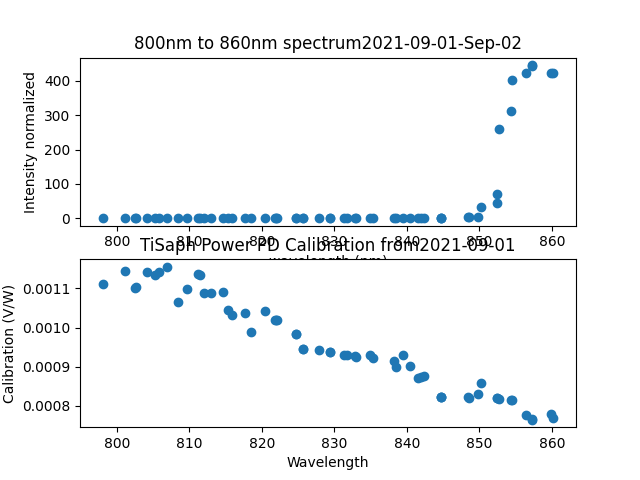 800nm to 860nm spectrum2021-09-01-Sep-02
Intensity normalized
400
300
200
100
0
800 810 820 830 840 850 860
wavelength (nm)
TiSaph Power PD Calibration from2021-09-01
Calibration (V/W)
0.0011
0.0010
0.0009
0.0008
800 810 820 830 840 850 860
Wavelength